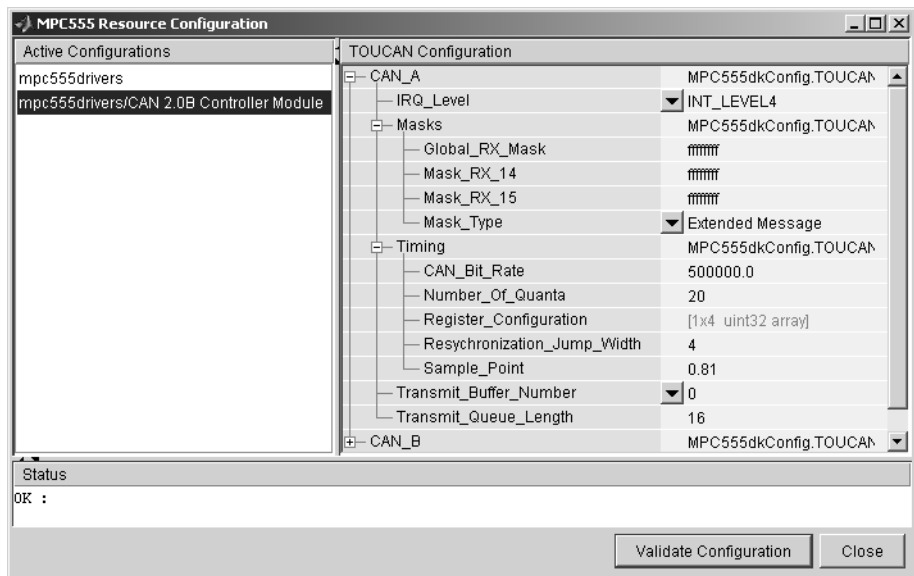 MPC555 Resource Configuration
Active Configurations
mpc555drivers
mpc555drivers/CAN 2.0B Controller Module
TOUCAN Configuration
CAN_A MPC555dkConfig.TOUCAN
IRQ_Level INT_LEVEL4
Masks MPC555dkConfig.TOUCAN
Global_RX_Mask ffffffff
Mask_RX_14 ffffffff
Mask_RX_15 ffffffff
Mask_Type Extended Message
Timing MPC555dkConfig.TOUCAN
CAN_Bit_Rate 500000.0
Number_Of_Quanta 20
Register_Configuration [1x4 uint32 array]
Resychronization_Jump_Width 4
Sample_Point 0.81
Transmit_Buffer_Number 0
Transmit_Queue_Length 16
CAN_B MPC555dkConfig.TOUCAN
Status
OK :
Validate Configuration Close